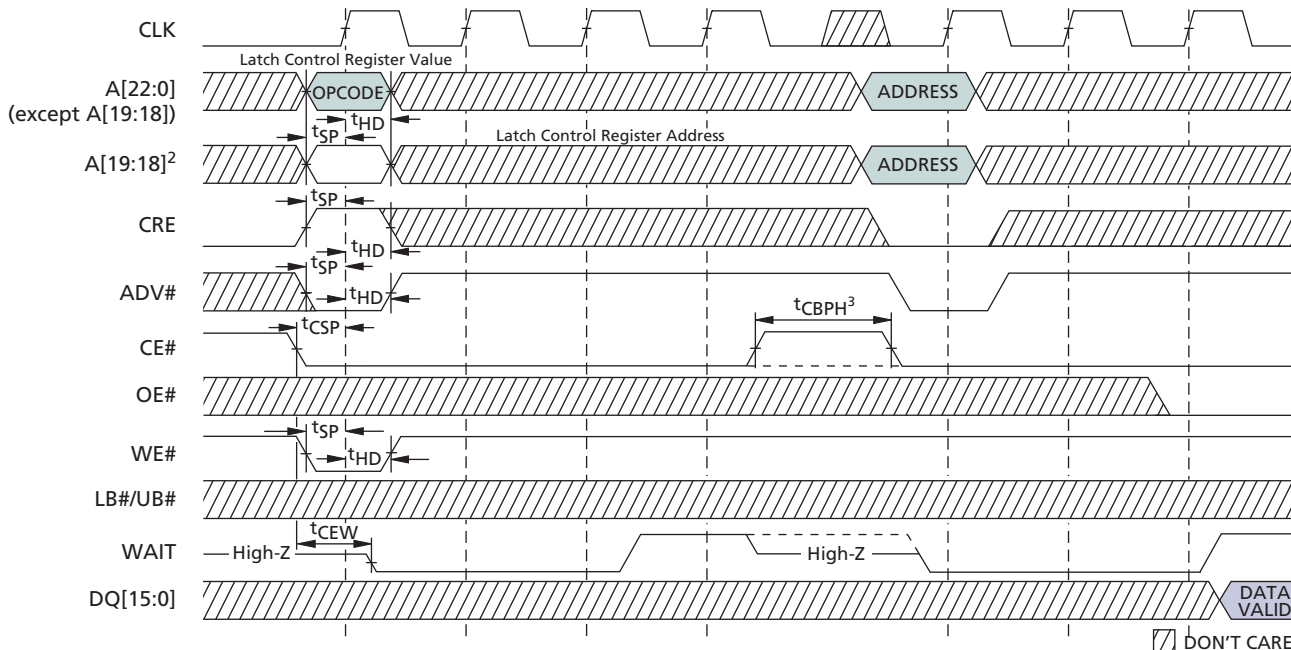 CLK
Latch Control Register Value
A[22:0]
(except A[19:18])
OPCODE
ADDRESS
tSP
tHD
Latch Control Register Address
A[19:18]²
ADDRESS
tSP
CRE
tHD
tSP
ADV#
tHD
tCBPH³
tCSP
CE#
OE#
tSP
WE#
tHD
LB#/UB#
tCEW
WAIT
High-Z
High-Z
DQ[15:0]
DATA
VALID
DON'T CARE